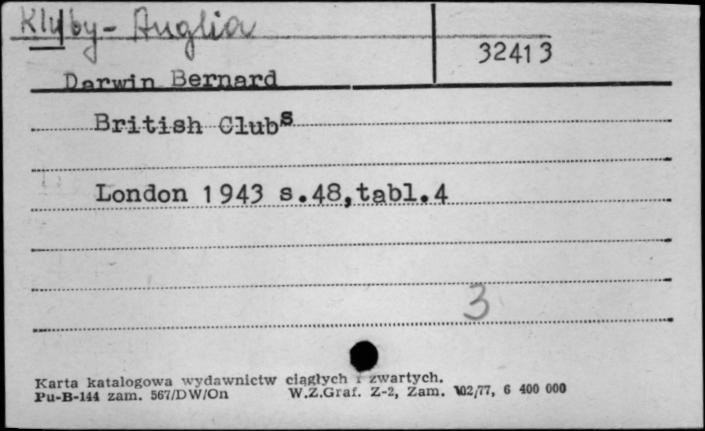 Kluby - Anglia
32413
Darwin Bernard
British Clubs
London 1943 s.48,tabl.4
3
Karta katalogowa wydawnictw ciągłych i zwartych.
Pu-B-144 zam. 567/DW/On W.Z.Graf. Z-2, Zam. 102/77, 6 400 000